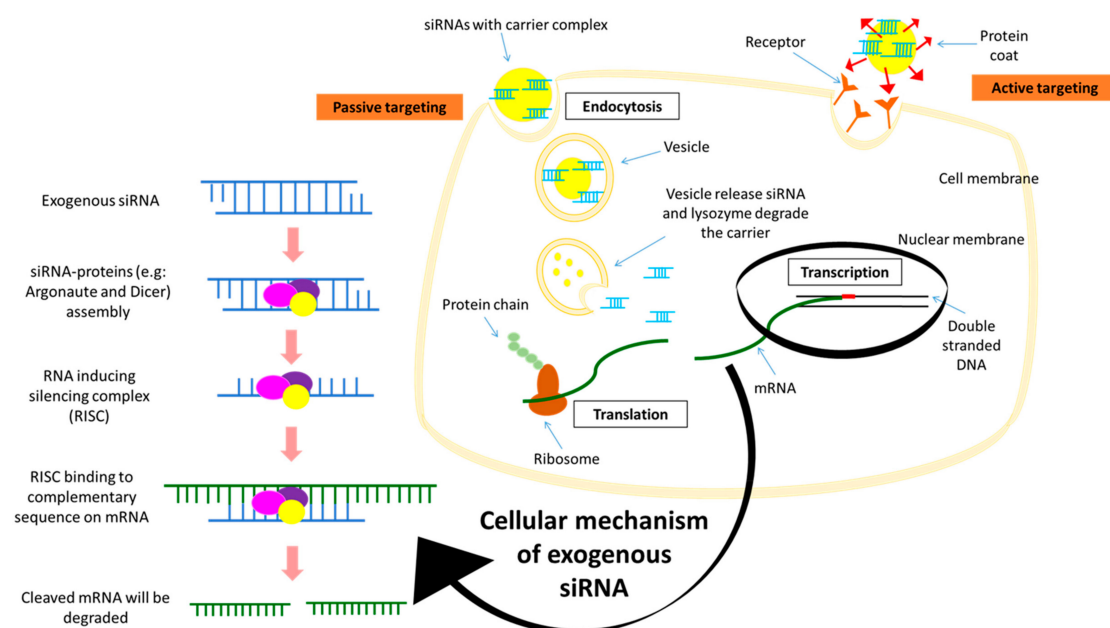 siRNAs with carrier complex
Receptor
Protein
coat
Passive targeting
Endocytosis
Active targeting
Vesicle
Cell membrane
Exogenous siRNA
Vesicle release siRNA
and lysozyme degrade
the carrier
Nuclear membrane
Transcription
siRNA-proteins (e.g:
Argonaute and Dicer)
assembly
Protein chain
Double
stranded
DNA
RNA inducing
silencing complex
(RISC)
mRNA
Translation
Ribosome
RISC binding to
complementary
sequence on mRNA
Cellular mechanism
of exogenous
siRNA
Cleaved mRNA will be
degraded